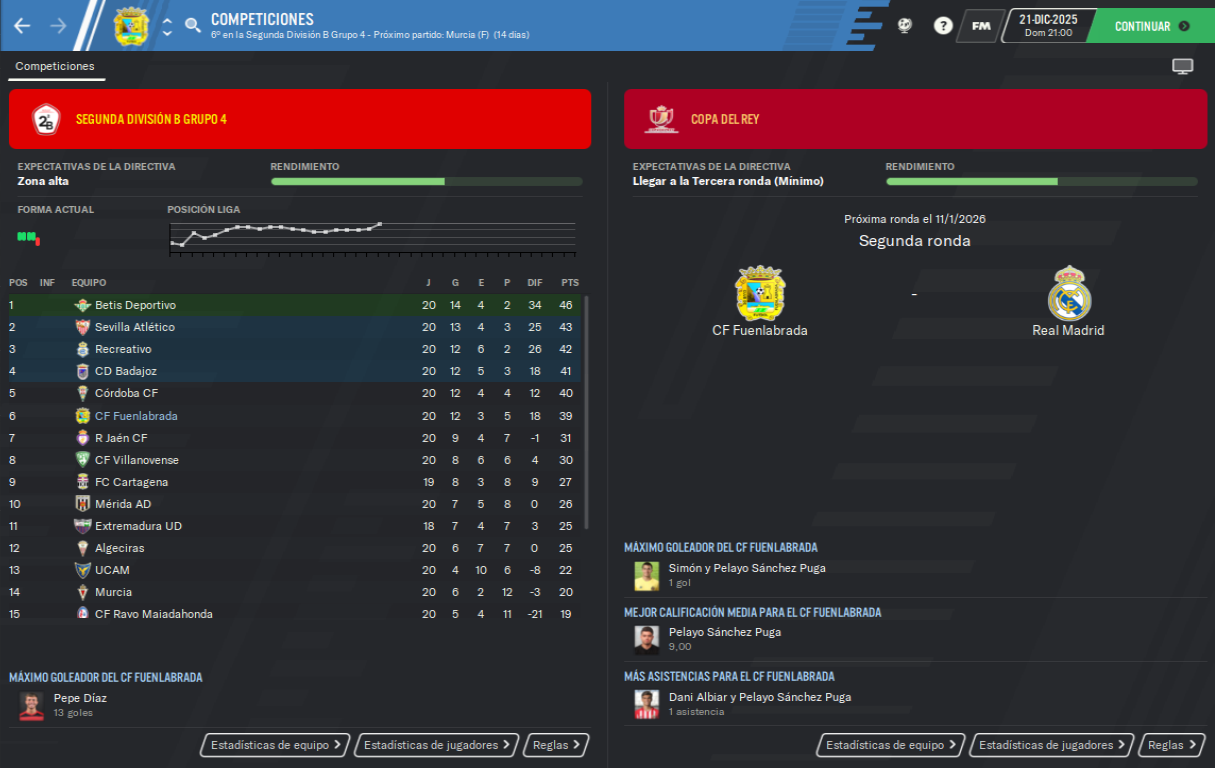 COMPETICIONES
6º en la Segunda División B Grupo 4 - Próximo partido: Murcia (F) (14 días)
?
FM
21-DIC-2025
Dom 21:00
CONTINUAR
Competiciones
2ªB
SEGUNDA DIVISIÓN B GRUPO 4
EXPECTATIVAS DE LA DIRECTIVA
RENDIMIENTO
Zona alta
FORMA ACTUAL
POSICIÓN LIGA
POS INF EQUIPO J G E P DIF PTS
1 Betis Deportivo 20 14 4 2 34 46
2 Sevilla Atlético 20 13 4 3 25 43
3 Recreativo 20 12 6 2 26 42
4 CD Badajoz 20 12 5 3 18 41
5 Córdoba CF 20 12 4 4 12 40
6 CF Fuenlabrada 20 12 3 5 18 39
7 R Jaén CF 20 9 4 7 -1 31
8 CF Villanovense 20 8 6 6 4 30
9 FC Cartagena 19 8 3 8 9 27
10 Mérida AD 20 7 5 8 0 26
11 Extremadura UD 18 7 4 7 3 25
12 Algeciras 20 6 7 7 0 25
13 UCAM 20 4 10 6 -8 22
14 Murcia 20 6 2 12 -3 20
15 CF Rayo Majadahonda 20 5 4 11 -21 19
MÁXIMO GOLEADOR DEL CF FUENLABRADA
Pepe Díaz
13 goles
Estadísticas de equipo
Estadísticas de jugadores
Reglas
COPA DEL REY
EXPECTATIVAS DE LA DIRECTIVA
RENDIMIENTO
Llegar a la Tercera ronda (Mínimo)
Próxima ronda el 11/1/2026
Segunda ronda
CF Fuenlabrada - Real Madrid
MÁXIMO GOLEADOR DEL CF FUENLABRADA
Simón y Pelayo Sánchez Puga
1 gol
MEJOR CALIFICACIÓN MEDIA PARA EL CF FUENLABRADA
Pelayo Sánchez Puga
9,00
MÁS ASISTENCIAS PARA EL CF FUENLABRADA
Dani Albiar y Pelayo Sánchez Puga
1 asistencia
Estadísticas de equipo
Estadísticas de jugadores
Reglas